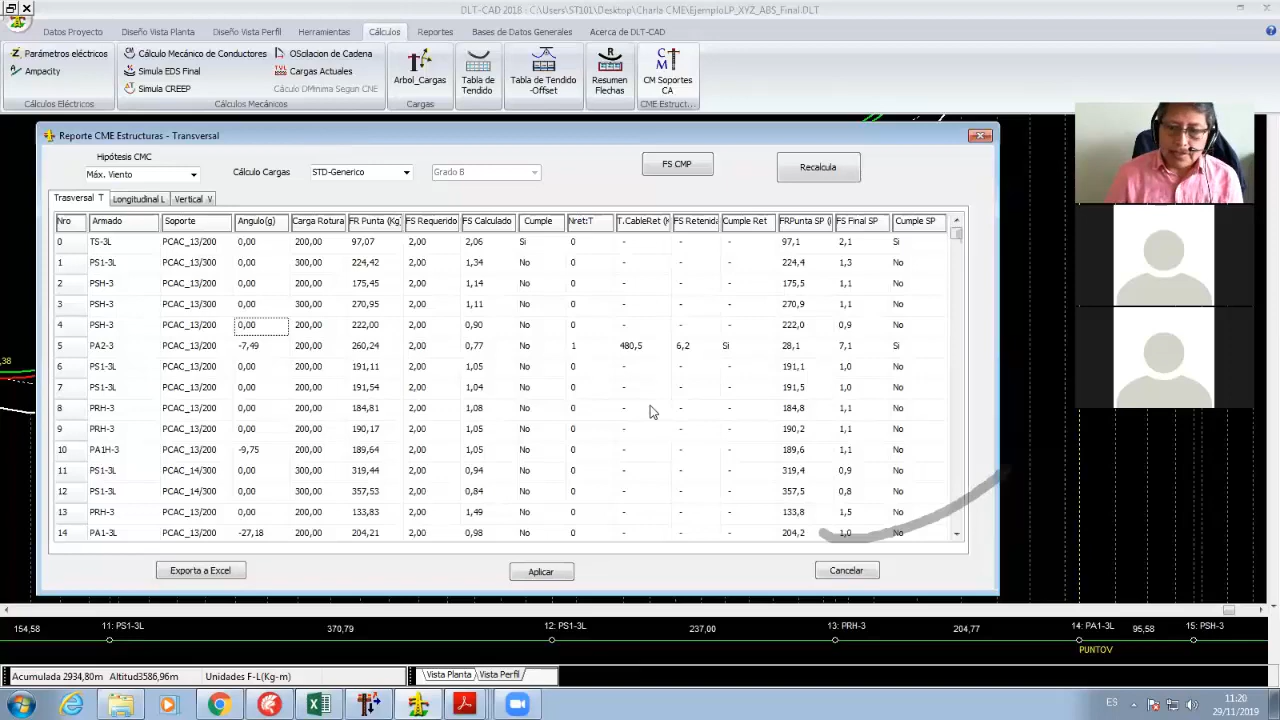 DLT-CAD 2018 : C:\Users\ST101\Desktop\Charla CME\EjemploLP_XYZ_ABS_Final.DLT
Datos Proyecto Diseño Vista Planta Diseño Vista Perfil Herramientas Cálculos Reportes Bases de Datos Generales Acerca de DLT-CAD
Z Parámetros eléctricos Cálculo Mecánico de Conductores OScilacion de Cadena
Ampacity Simula EDS Final Cargas Actuales
Simula CREEP Cálculo DMinima Segun CNE
Arbol_Cargas Tabla de Tendido Tabla de Tendido -Offset Resumen Flechas CM Soportes CA
Cálculos Eléctricos Cálculos Mecánicos Cargas CME Estruct...
Reporte CME Estructuras - Transversal
Hipótesis CMC
Máx. Viento Cálculo Cargas STD-Generico Grado B FS CMP Recalcula
Trasversal T Longitudinal L Vertical V
Nro Armado Soporte Angulo(g) Carga Rotura FR Punta (Kg FS Requerido FS Calculado Cumple Nret:T T.CableRet (K FS Retenida Cumple Ret FRPunta SP ( FS Final SP Cumple SP
0 TS-3L PCAC_13/200 0,00 200,00 97,07 2,00 2,06 Si 0 - - - 97,1 2,1 Si
1 PS1-3L PCAC_13/300 0,00 300,00 224,42 2,00 1,34 No 0 - - - 224,4 1,3 No
2 PSH-3 PCAC_13/200 0,00 200,00 175,45 2,00 1,14 No 0 - - - 175,5 1,1 No
3 PSH-3 PCAC_13/300 0,00 300,00 270,95 2,00 1,11 No 0 - - - 270,9 1,1 No
4 PSH-3 PCAC_13/200 0,00 200,00 222,00 2,00 0,90 No 0 - - - 222,0 0,9 No
5 PA2-3 PCAC_13/200 -7,49 200,00 260,24 2,00 0,77 No 1 480,5 6,2 Si 28,1 7,1 Si
6 PS1-3L PCAC_13/200 0,00 200,00 191,11 2,00 1,05 No 0 - - - 191,1 1,0 No
7 PS1-3L PCAC_13/200 0,00 200,00 191,54 2,00 1,04 No 0 - - - 191,5 1,0 No
8 PRH-3 PCAC_13/200 0,00 200,00 184,81 2,00 1,08 No 0 - - - 184,8 1,1 No
9 PRH-3 PCAC_13/200 0,00 200,00 190,17 2,00 1,05 No 0 - - - 190,2 1,1 No
10 PA1H-3 PCAC_13/200 -9,75 200,00 189,64 2,00 1,05 No 0 - - - 189,6 1,1 No
11 PS1-3L PCAC_14/300 0,00 300,00 319,44 2,00 0,94 No 0 - - - 319,4 0,9 No
12 PS1-3L PCAC_14/300 0,00 300,00 357,53 2,00 0,84 No 0 - - - 357,5 0,8 No
13 PRH-3 PCAC_13/200 0,00 200,00 133,83 2,00 1,49 No 0 - - - 133,8 1,5 No
14 PA1-3L PCAC_13/200 -27,18 200,00 204,21 2,00 0,98 No 0 - - - 204,2 1,0 No
Exporta a Excel Aplicar Cancelar
,38
154,58 11: PS1-3L 370,79 12: PS1-3L 237,00 13: PRH-3 204,77 14: PA1-3L 95,58 15: PSH-3
PUNTOV
Acumulada 2934,80m Altitud3586,96m Unidades F-L(Kg-m) Vista Planta Vista Perfil
ES 11:20
29/11/2019